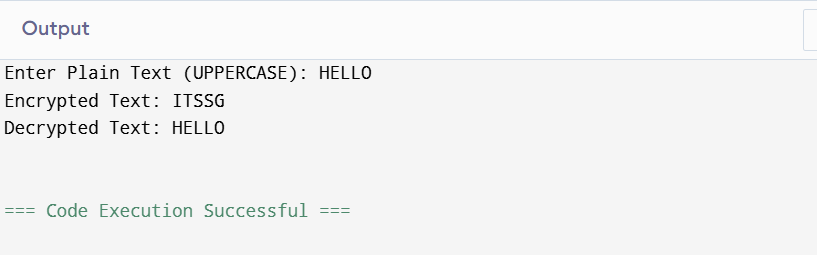 Output
Enter Plain Text (UPPERCASE): HELLO
Encrypted Text: ITSSG
Decrypted Text: HELLO
=== Code Execution Successful ===